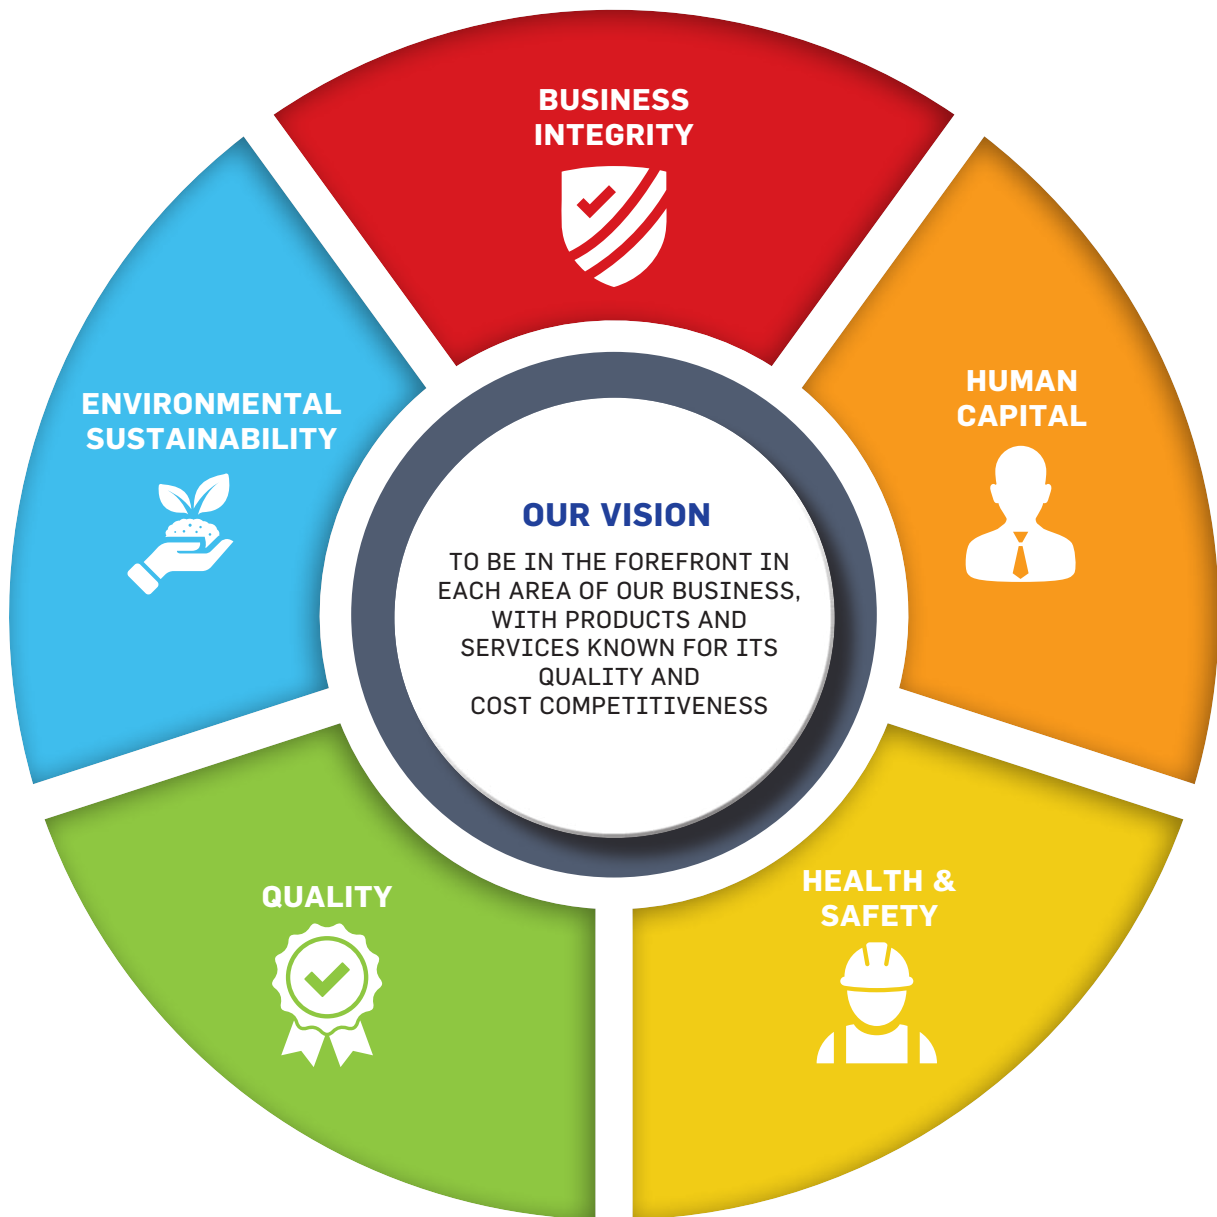 BUSINESS
INTEGRITY
HUMAN
CAPITAL
ENVIRONMENTAL
SUSTAINABILITY
OUR VISION
TO BE IN THE FOREFRONT IN
EACH AREA OF OUR BUSINESS,
WITH PRODUCTS AND
SERVICES KNOWN FOR ITS
QUALITY AND
COST COMPETITIVENESS
HEALTH &
SAFETY
QUALITY